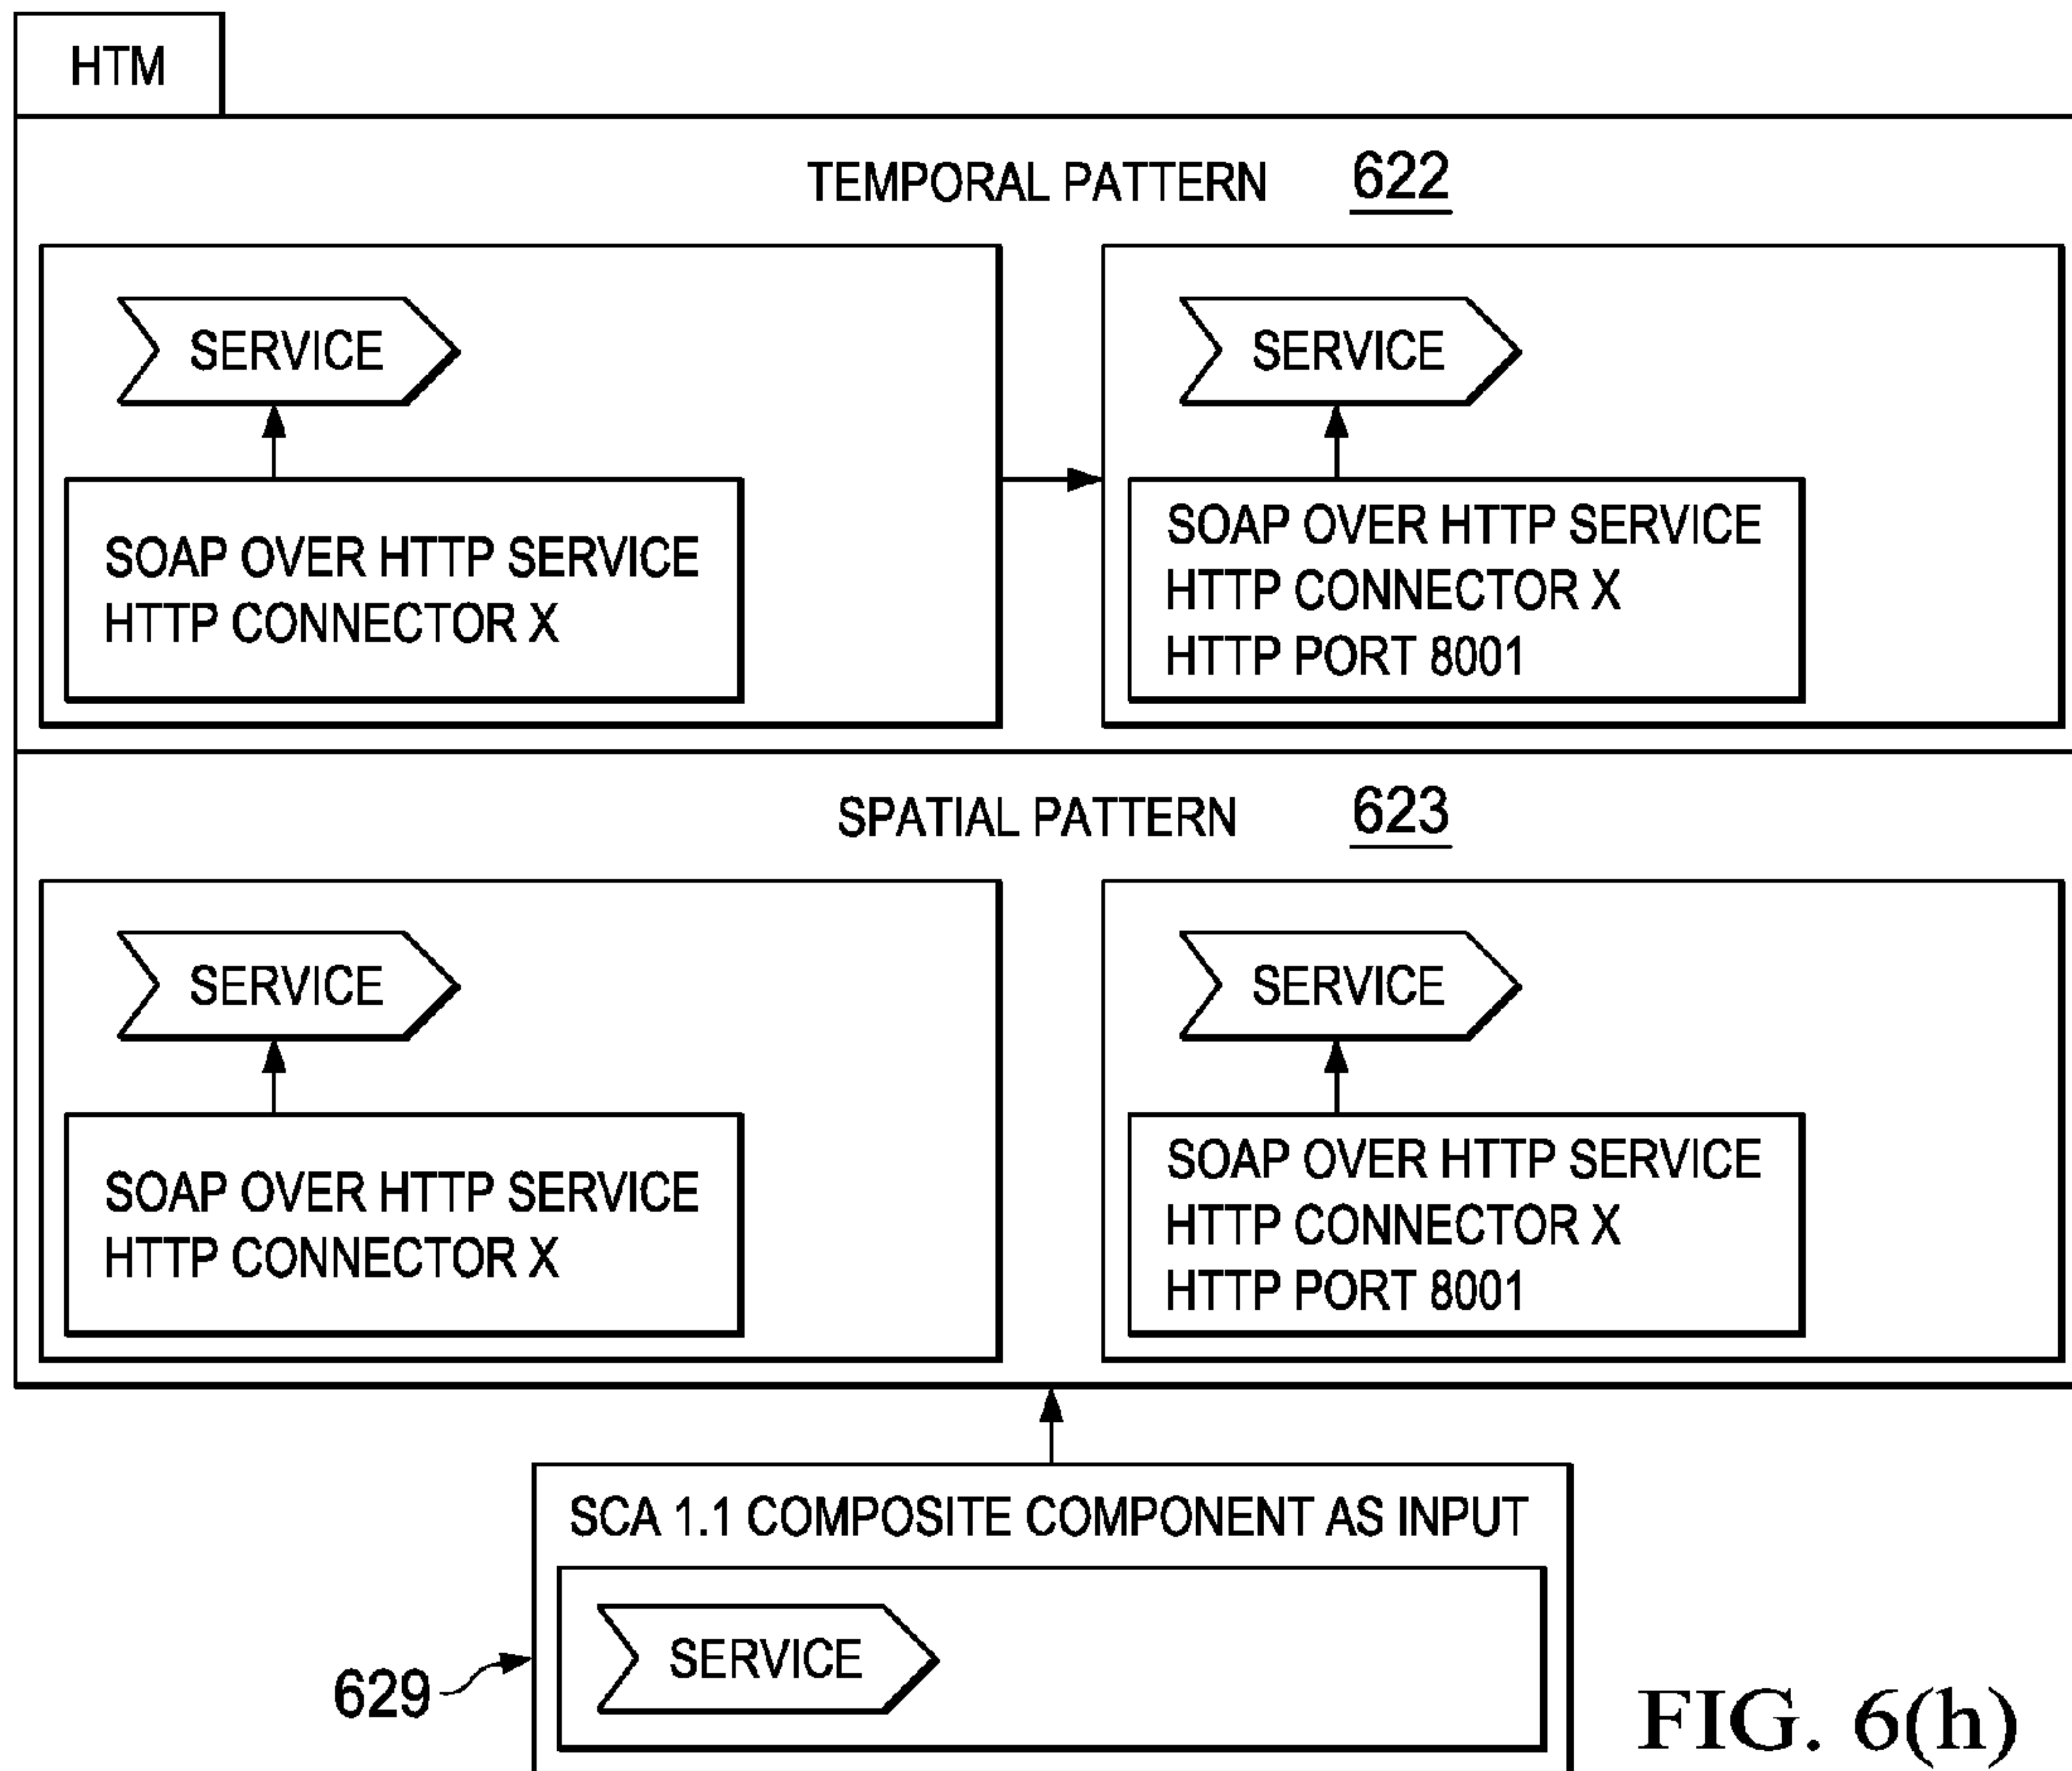 HTM
TEMPORAL PATTERN 622
SERVICE
SOAP OVER HTTP SERVICE
HTTP CONNECTOR X
SERVICE
SOAP OVER HTTP SERVICE
HTTP CONNECTOR X
HTTP PORT 8001
SPATIAL PATTERN 623
SERVICE
SOAP OVER HTTP SERVICE
HTTP CONNECTOR X
SERVICE
SOAP OVER HTTP SERVICE
HTTP CONNECTOR X
HTTP PORT 8001
SCA 1.1 COMPOSITE COMPONENT AS INPUT
SERVICE
629
FIG. 6(h)